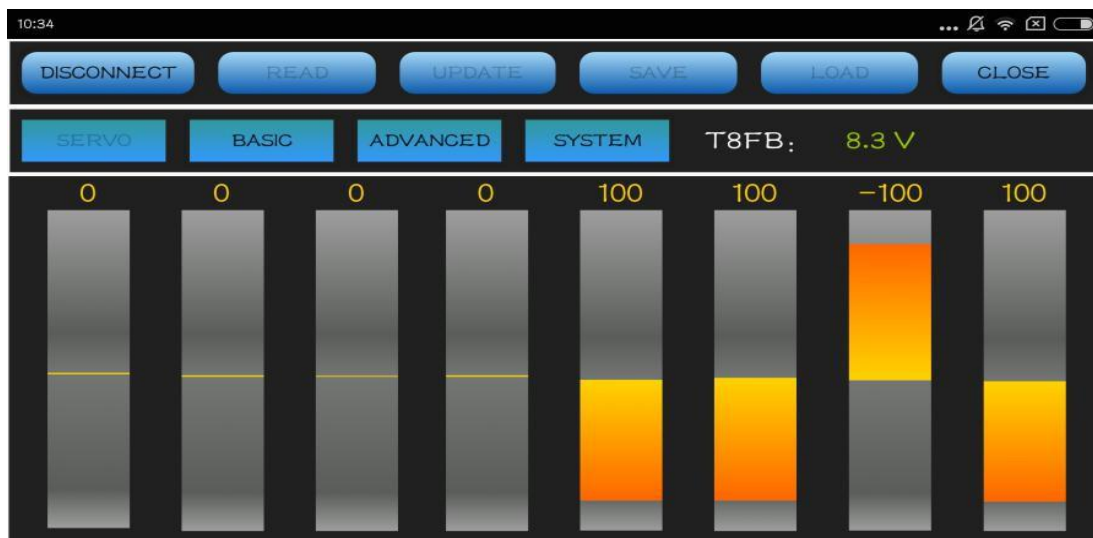 10:34
DISCONNECT READ UPDATE SAVE LOAD CLOSE
SERVO BASIC ADVANCED SYSTEM T8FB: 8.3 V
0 0 0 0 100 100 -100 100